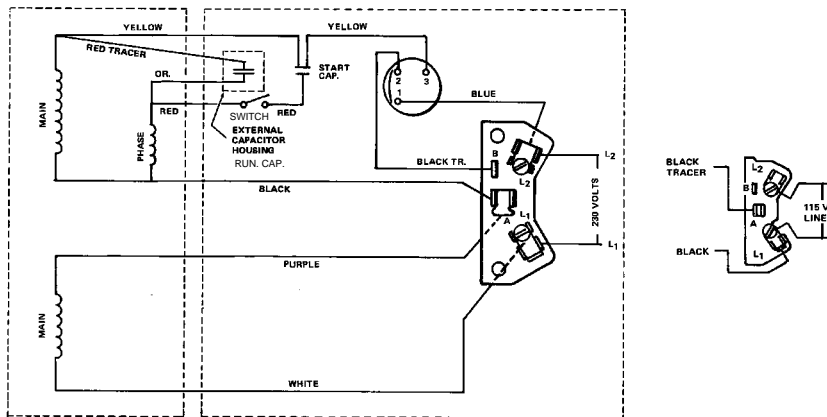 YELLOW
YELLOW
RED TRACER
OR.
START
CAP.
2
3
1
BLUE
RED
RED
SWITCH
EXTERNAL
CAPACITOR
HOUSING
RUN. CAP.
MAIN
PHASE
BLACK TR.
B
L2
L2
BLACK
A
L1
230 VOLTS
L1
PURPLE
MAIN
WHITE
BLACK
TRACER
L2
B
A
115 V
LINE
BLACK
L1